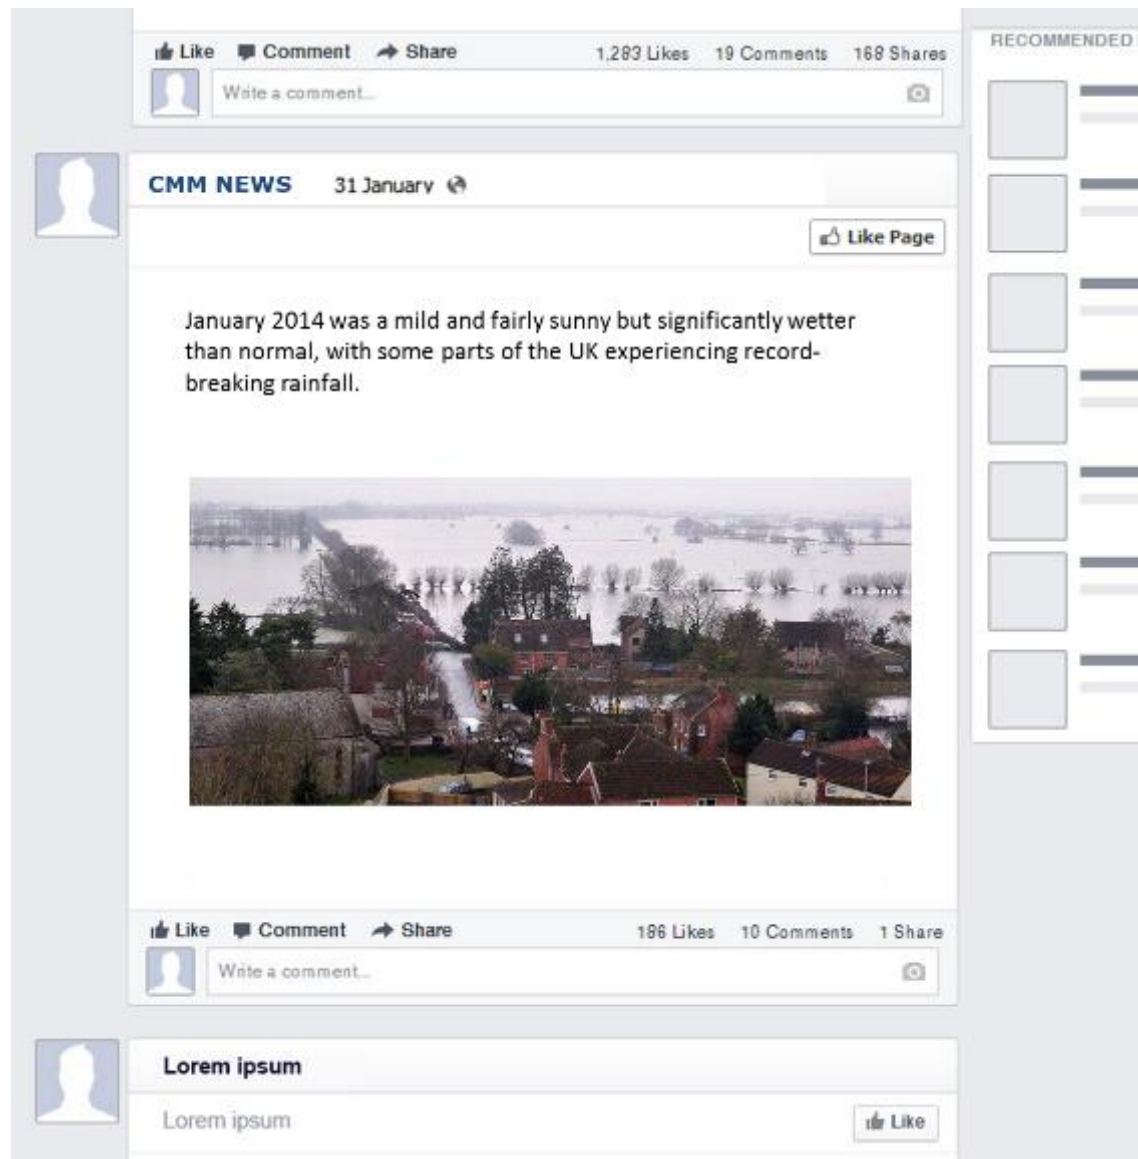 Like Comment Share 1,283 Likes 19 Comments 168 Shares
RECOMMENDED
Write a comment...
CMM NEWS 31 January
Like Page
January 2014 was a mild and fairly sunny but significantly wetter
than normal, with some parts of the UK experiencing record-
breaking rainfall.
Like Comment Share 186 Likes 10 Comments 1 Share
Write a comment...
Lorem ipsum
Lorem ipsum Like